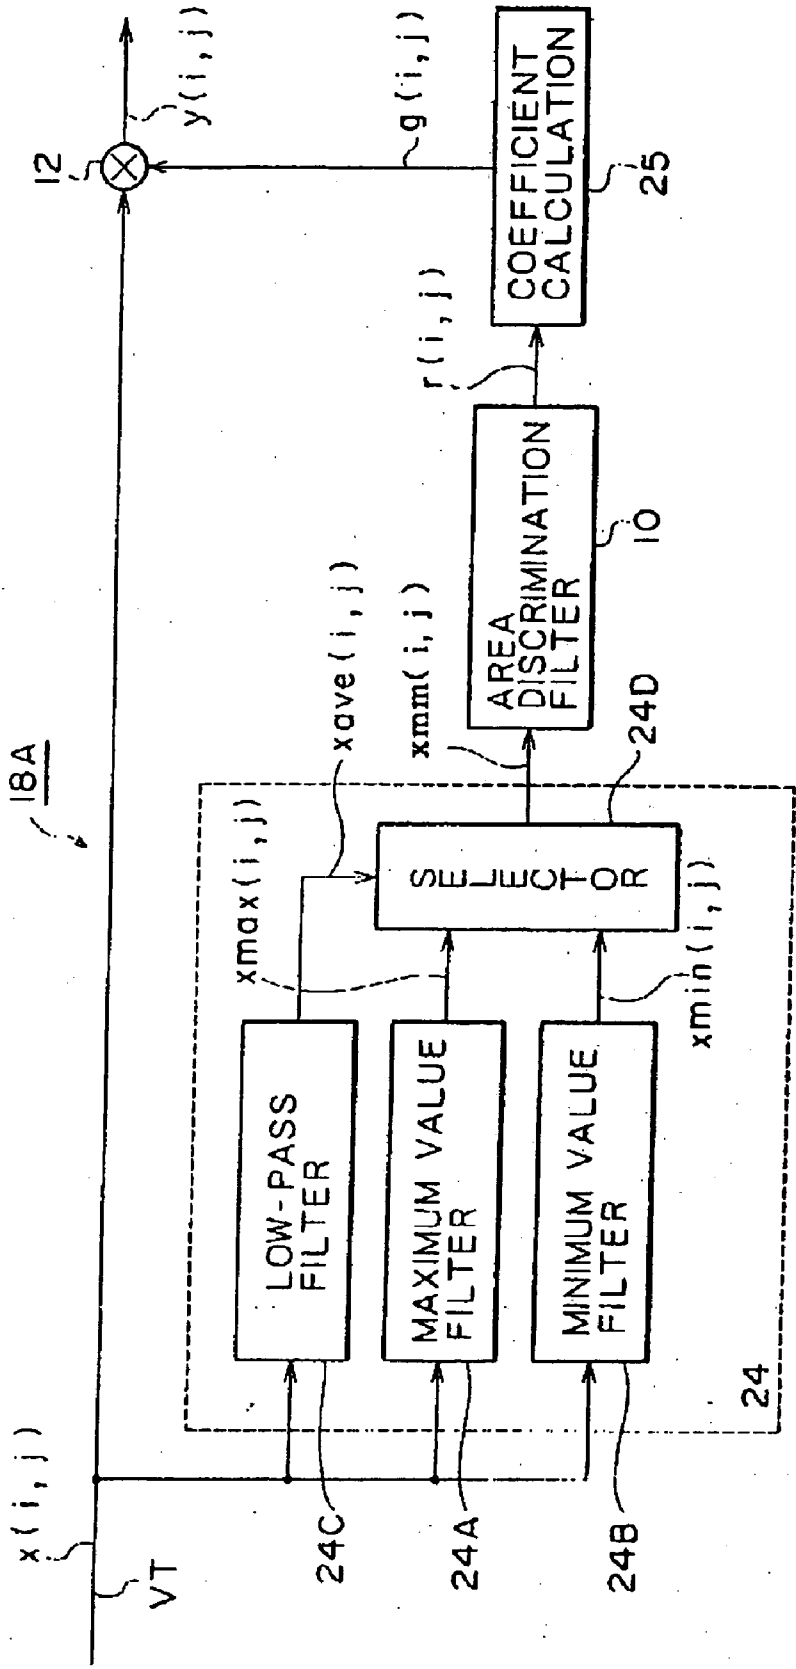 18A
x(i,j)
VT
12
y(i,j)
g(i,j)
LOW-PASS
FILTER
24C
xave(i,j)
MAXIMUM VALUE
FILTER
24A
xmax(i,j)
MINIMUM VALUE
FILTER
24B
xmin(i,j)
24
SELECTOR
24D
xmm(i,j)
AREA
DISCRIMINATION
FILTER
10
r(i,j)
COEFFICIENT
CALCULATION
25